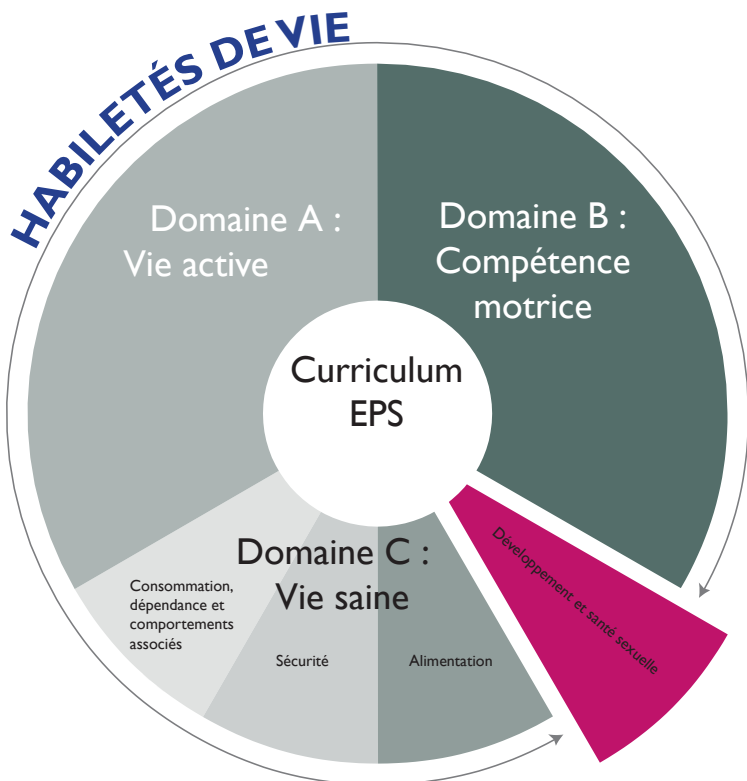 HABILETÉS DE VIE
Domaine A :
Vie active
Domaine B :
Compétence
motrice
Curriculum
EPS
Domaine C :
Vie saine
Consommation,
dépendance et
comportements
associés
Sécurité
Alimentation
Développement et santé sexuelle